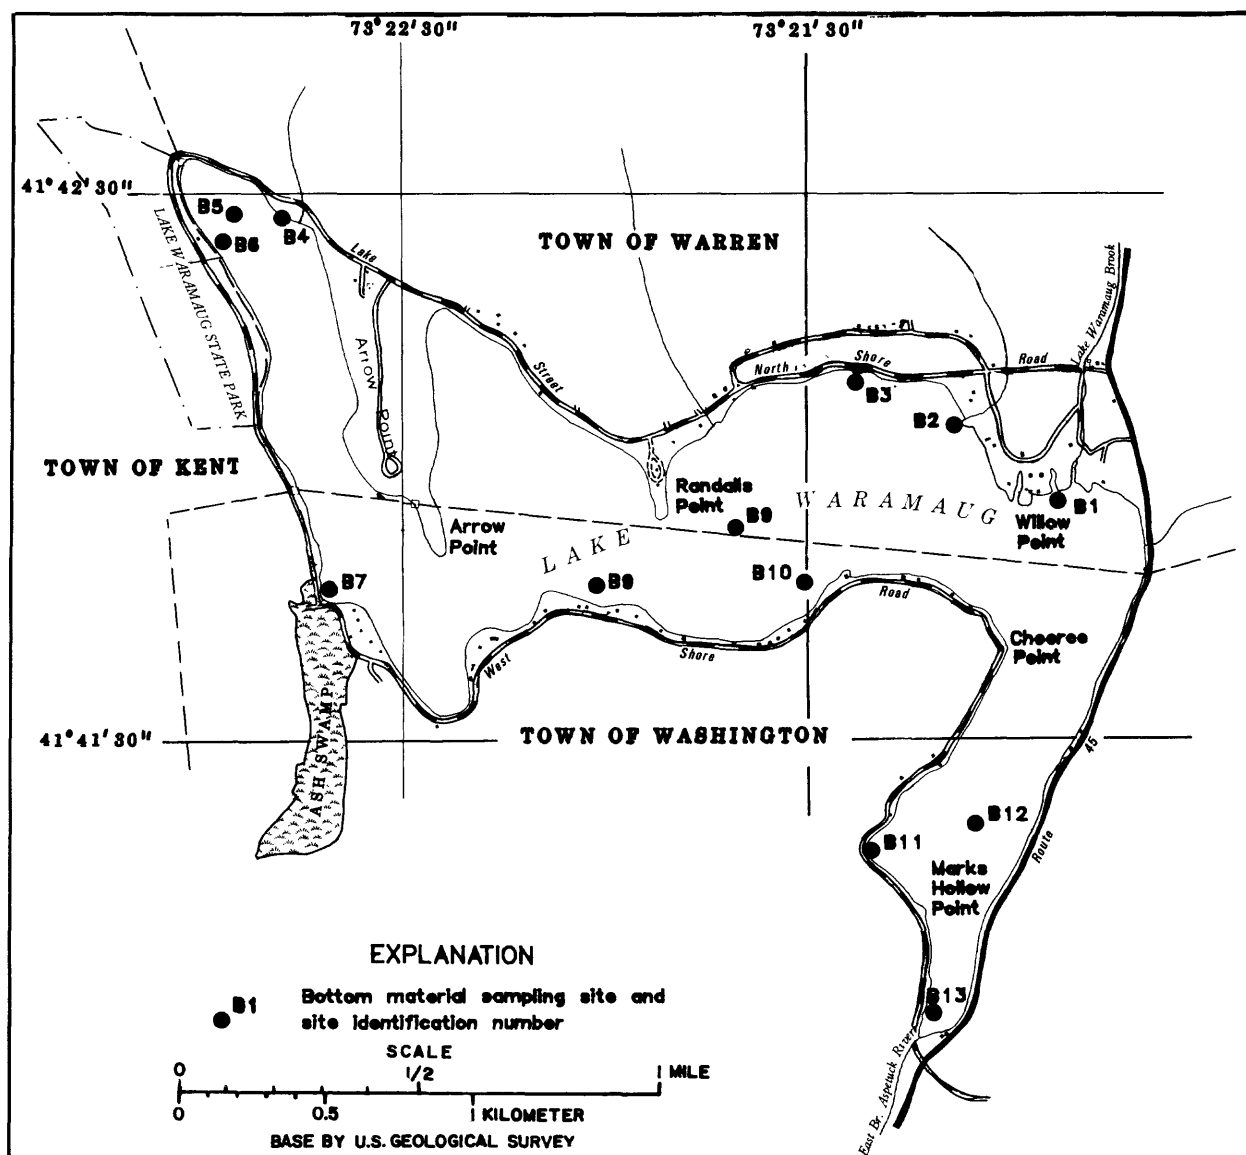 73° 22' 30"
73° 21' 30"
41° 42' 30"
B5
B4
B6
TOWN OF WARREN
Lake
Street
LAKE WARAMAUG STATE PARK
Arrow
Point
North
Shore
Road
Lake Waramaug Brook
B3
B2
TOWN OF KENT
Randalls
Point
WARAMAUG
B1
Willow
Point
B9
Arrow
Point
LAKE
B7
B9
B10
Road
West
Shore
Cheeree
Point
ASH SWAMP
41° 41' 30"
TOWN OF WASHINGTON
Route
45
B12
B11
Marks
Hollow
Point
B13
East Br. Aspetuck River
EXPLANATION
B1
Bottom material sampling site and
site identification number
SCALE
0
1/2
1 MILE
0
0.5
1 KILOMETER
BASE BY U.S. GEOLOGICAL SURVEY